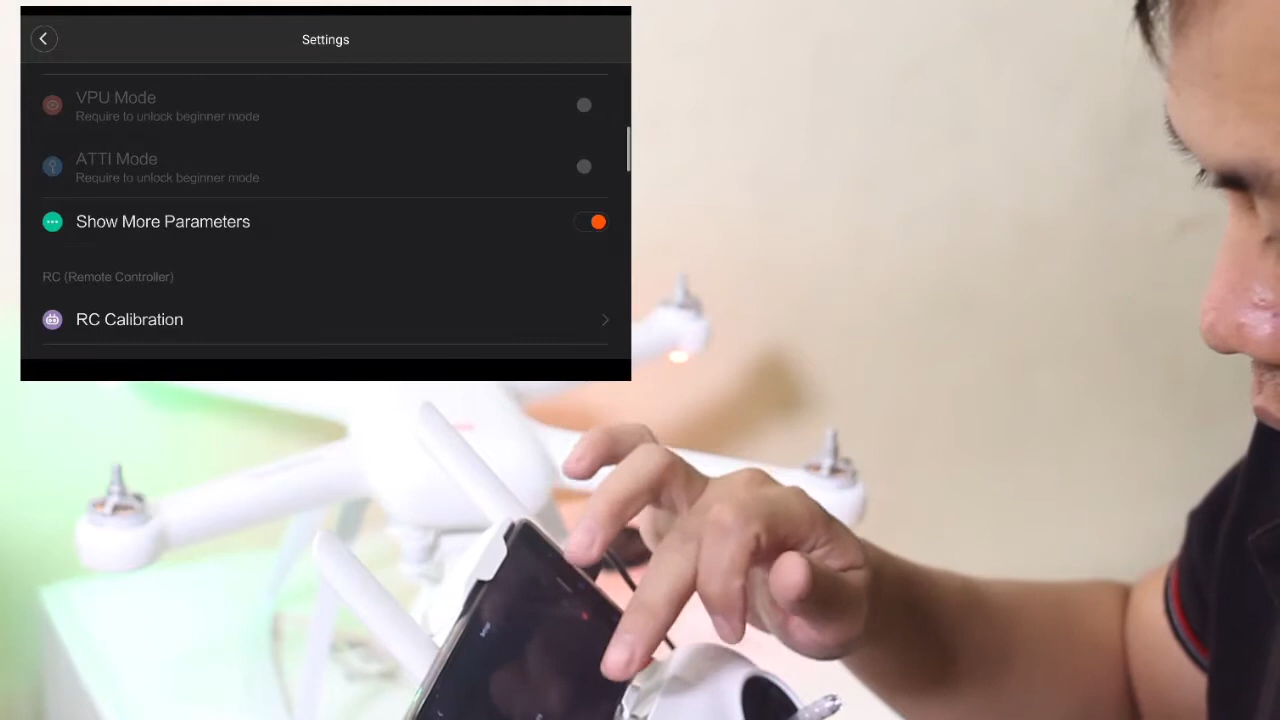 Settings
VPU Mode
Require to unlock beginner mode
ATTI Mode
Require to unlock beginner mode
Show More Parameters
RC (Remote Controller)
RC Calibration